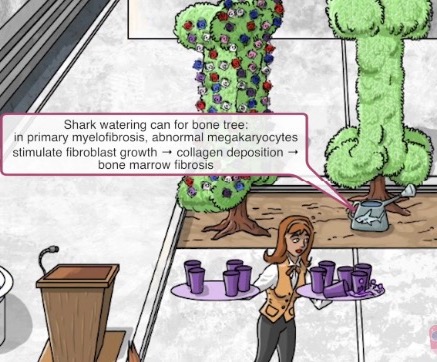 Shark watering can for bone tree:
in primary myelofibrosis, abnormal megakaryocytes
stimulate fibroblast growth → collagen deposition →
bone marrow fibrosis